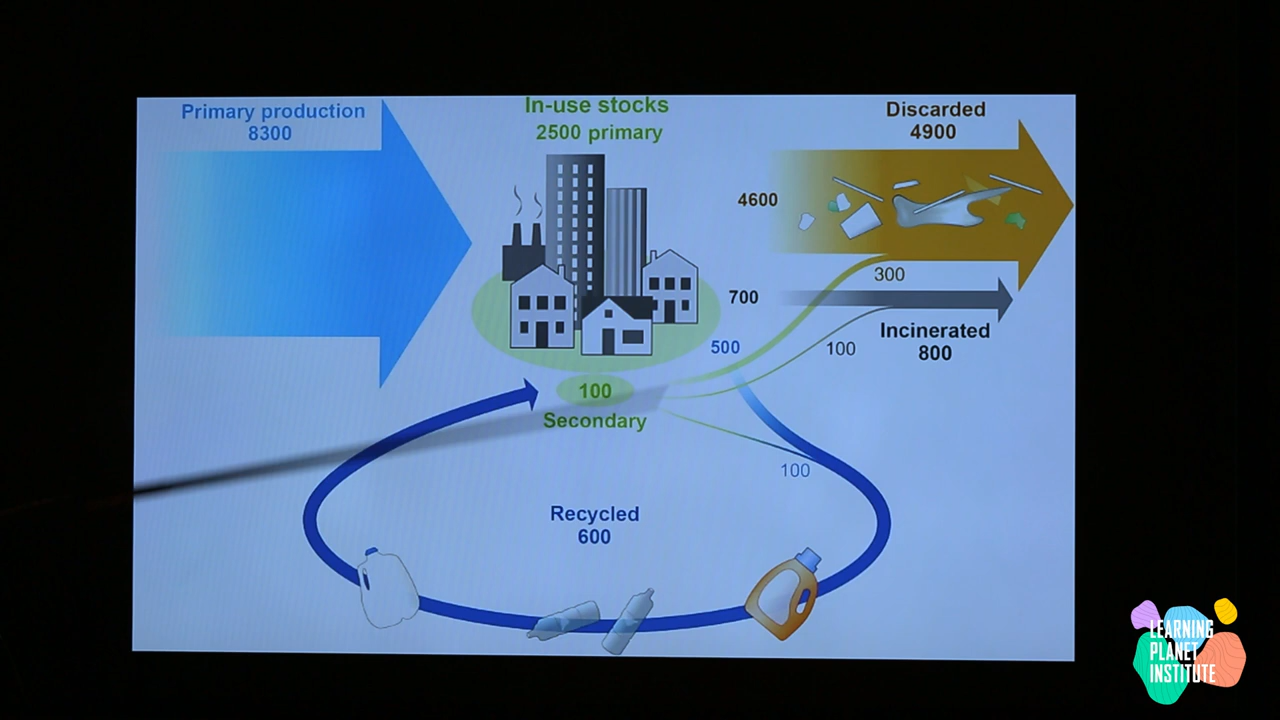 Primary production
8300
In-use stocks
2500 primary
Discarded
4900
4600
300
700
Incinerated
800
500
100
100
Secondary
100
Recycled
600
LEARNING
PLANET
INSTITUTE